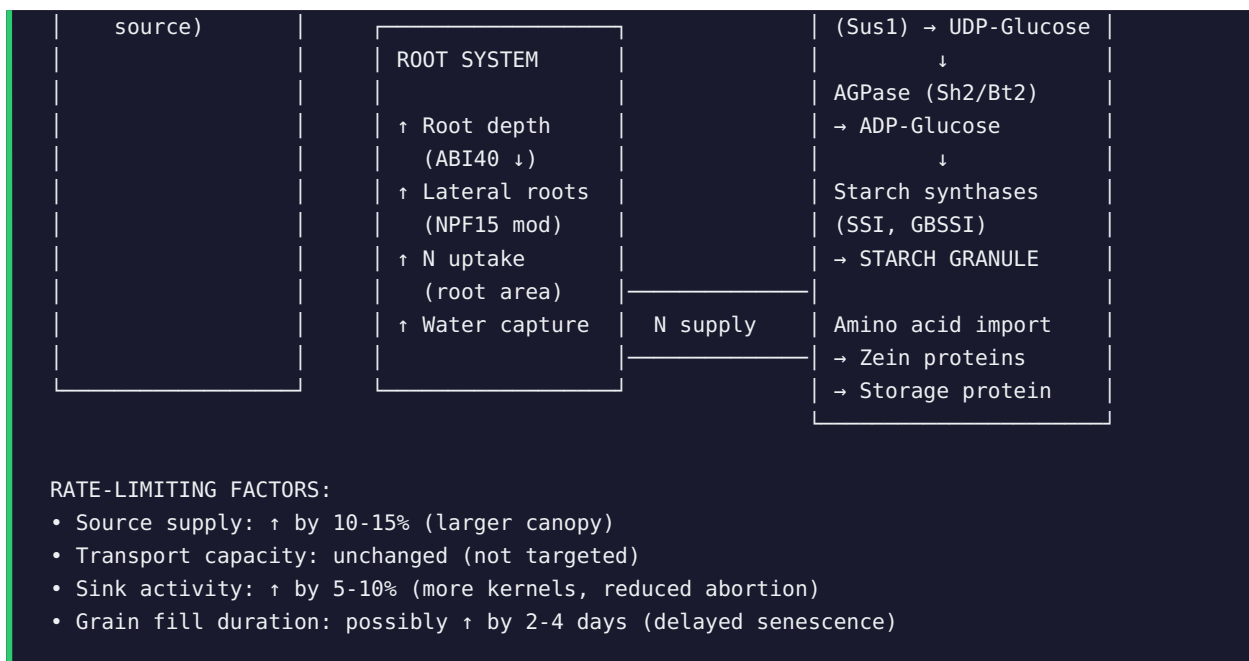 source) (Sus1) → UDP-Glucose
ROOT SYSTEM ↓
AGPase (Sh2/Bt2)
↑ Root depth → ADP-Glucose
(ABI40 ↓) ↓
↑ Lateral roots Starch synthases
(NPF15 mod) (SSI, GBSSI)
↑ N uptake → STARCH GRANULE
(root area)
↑ Water capture N supply Amino acid import
→ Zein proteins
→ Storage protein
RATE-LIMITING FACTORS:
• Source supply: ↑ by 10-15% (larger canopy)
• Transport capacity: unchanged (not targeted)
• Sink activity: ↑ by 5-10% (more kernels, reduced abortion)
• Grain fill duration: possibly ↑ by 2-4 days (delayed senescence)